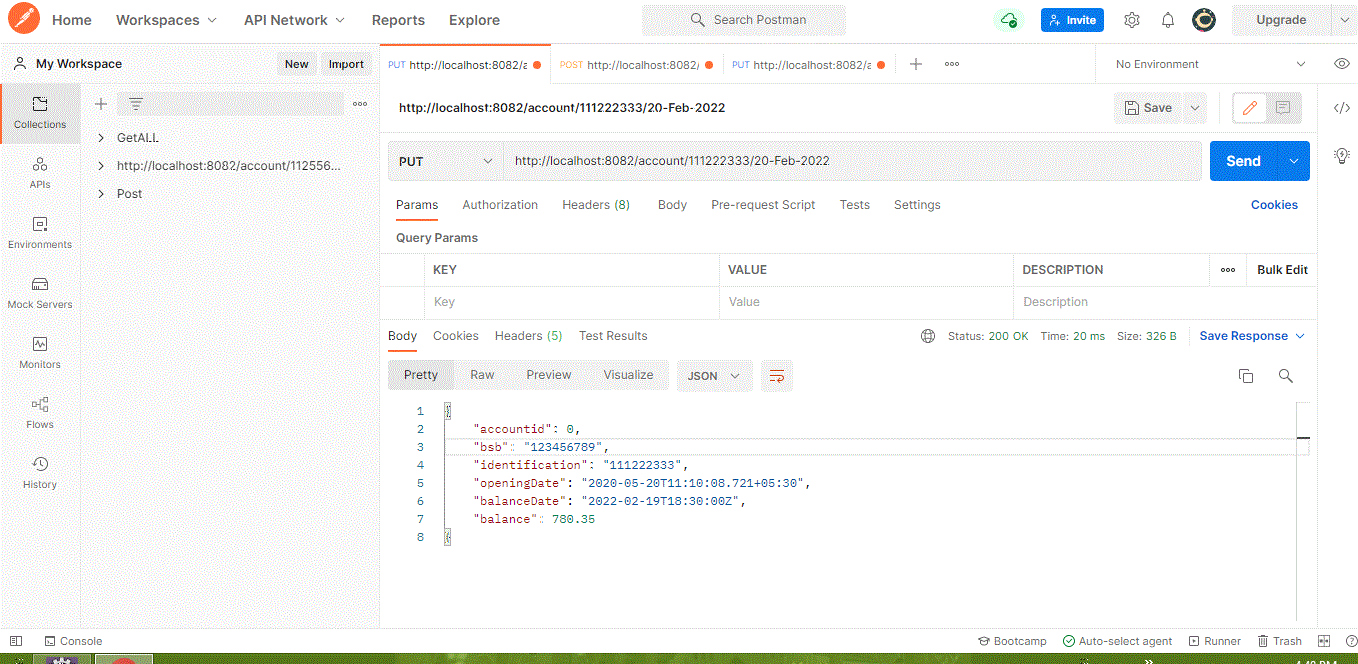 Home Workspaces API Network Reports Explore Search Postman Invite Upgrade
My Workspace New Import PUT http://localhost:8082/a POST http://localhost:8082/ PUT http://localhost:8082/a No Environment
Collections
APIs
Environments
Mock Servers
Monitors
Flows
History
GetALL
http://localhost:8082/account/112556...
Post
http://localhost:8082/account/111222333/20-Feb-2022 Save
PUT http://localhost:8082/account/111222333/20-Feb-2022 Send
Params Authorization Headers (8) Body Pre-request Script Tests Settings Cookies
Query Params
KEY VALUE DESCRIPTION Bulk Edit
Key Value Description
Body Cookies Headers (5) Test Results Status: 200 OK Time: 20 ms Size: 326 B Save Response
Pretty Raw Preview Visualize JSON
1 {
2 "accountid": 0,
3 "bsb": "123456789",
4 "identification": "111222333",
5 "openingDate": "2020-05-20T11:10:08.721+05:30",
6 "balanceDate": "2022-02-19T18:30:00Z",
7 "balance": 780.35
8 }
Console Bootcamp Auto-select agent Runner Trash